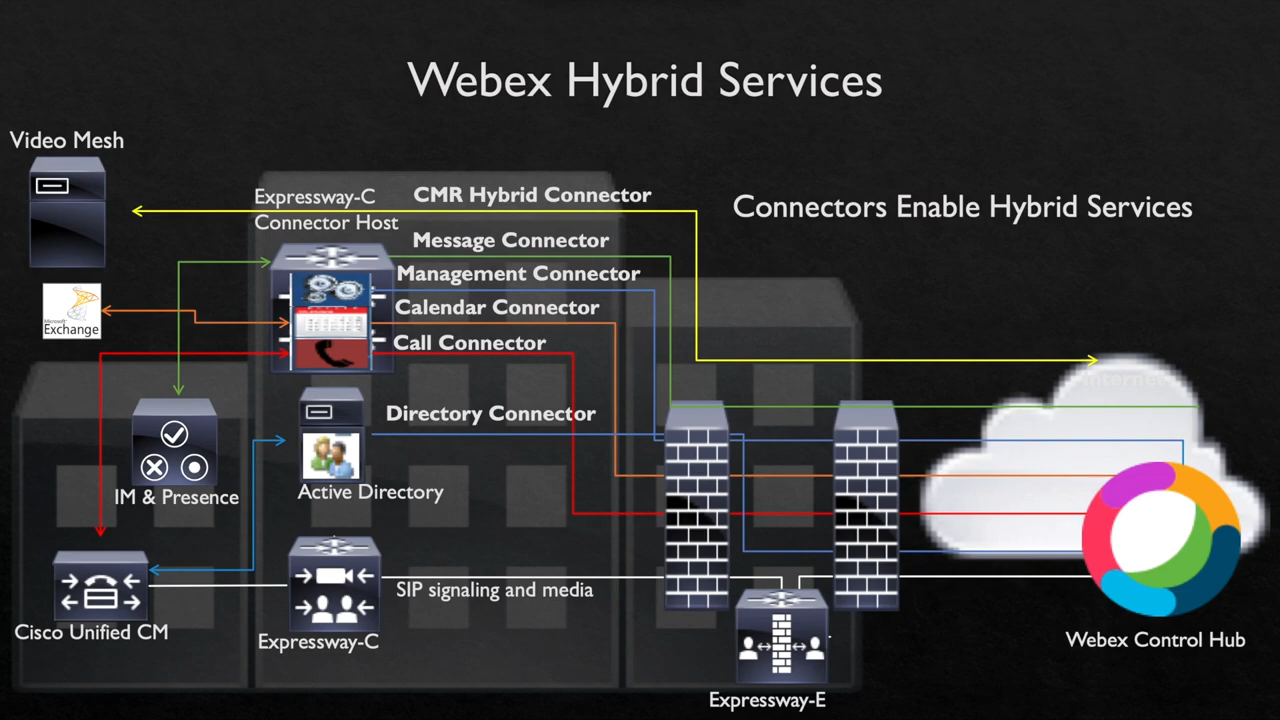 Webex Hybrid Services
Video Mesh
Expressway-C
Connector Host
CMR Hybrid Connector
Connectors Enable Hybrid Services
Message Connector
Management Connector
Calendar Connector
Call Connector
Microsoft
Exchange
Internet
Directory Connector
IM & Presence
Active Directory
SIP signaling and media
Cisco Unified CM
Expressway-C
Webex Control Hub
Expressway-E